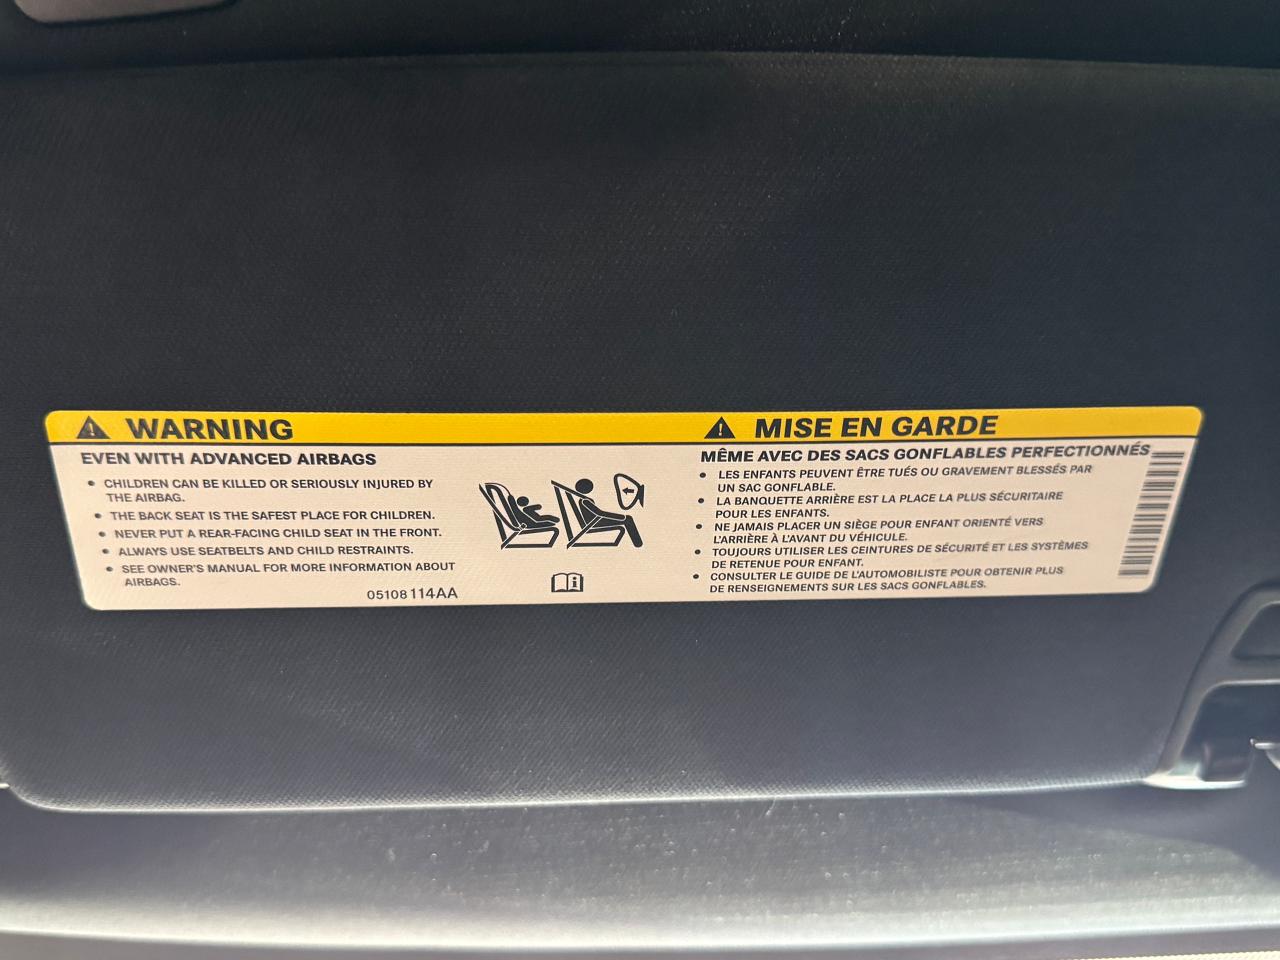 WARNING
EVEN WITH ADVANCED AIRBAGS
• CHILDREN CAN BE KILLED OR SERIOUSLY INJURED BY
THE AIRBAG.
• THE BACK SEAT IS THE SAFEST PLACE FOR CHILDREN.
• NEVER PUT A REAR-FACING CHILD SEAT IN THE FRONT.
• ALWAYS USE SEATBELTS AND CHILD RESTRAINTS.
• SEE OWNER'S MANUAL FOR MORE INFORMATION ABOUT
AIRBAGS.
05108114AA
MISE EN GARDE
MÊME AVEC DES SACS GONFLABLES PERFECTIONNÉS
• LES ENFANTS PEUVENT ÊTRE TUÉS OU GRAVEMENT BLESSÉS PAR
UN SAC GONFLABLE.
• LA BANQUETTE ARRIÈRE EST LA PLACE LA PLUS SÉCURITAIRE
POUR LES ENFANTS.
• NE JAMAIS PLACER UN SIÈGE POUR ENFANT ORIENTÉ VERS
L'ARRIÈRE À L'AVANT DU VÉHICULE.
• TOUJOURS UTILISER LES CEINTURES DE SÉCURITÉ ET LES SYSTÈMES
DE RETENUE POUR ENFANT.
• CONSULTER LE GUIDE DE L'AUTOMOBILISTE POUR OBTENIR PLUS
DE RENSEIGNEMENTS SUR LES SACS GONFLABLES.